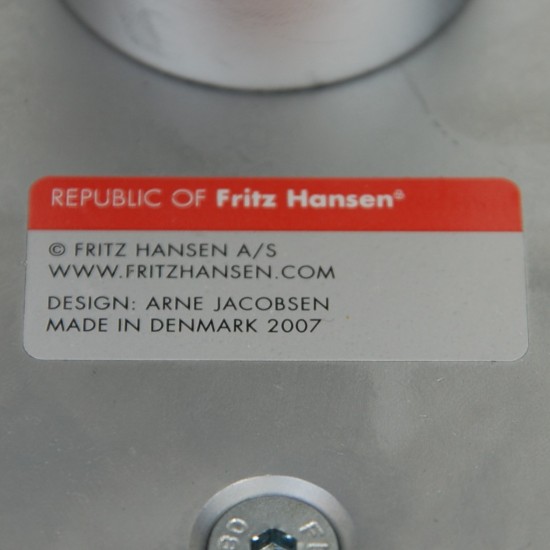 REPUBLIC OF Fritz Hansen®
© FRITZ HANSEN A/S
WWW.FRITZHANSEN.COM
DESIGN: ARNE JACOBSEN
MADE IN DENMARK 2007